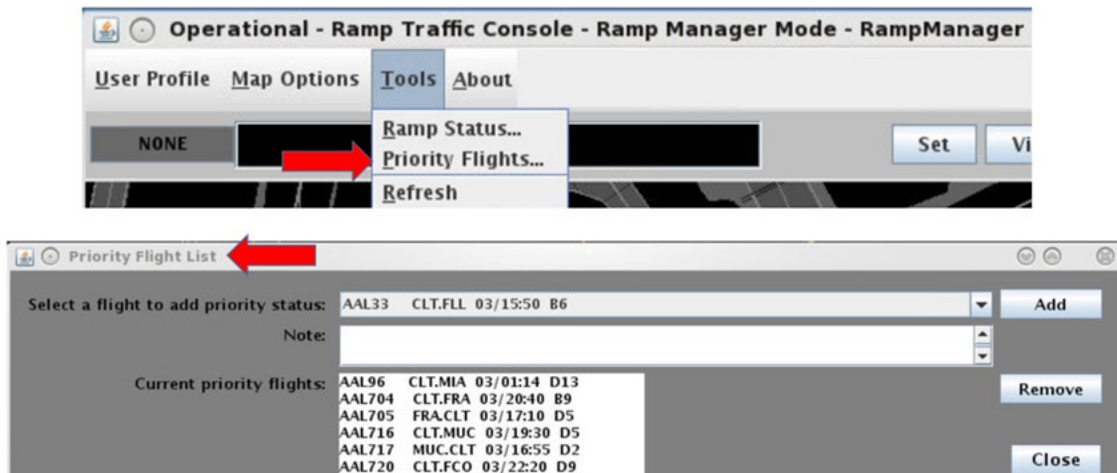 Operational - Ramp Traffic Console - Ramp Manager Mode - RampManager
User Profile Map Options Tools About
Ramp Status...
NONE Set
Priority Flights...
Refresh
Priority Flight List
Select a flight to add priority status: AAL33 CLT.FLL 03/15:50 B6 Add
Note:
Current priority flights: AAL96 CLT.MIA 03/01:14 D13 Remove
AAL704 CLT.FRA 03/20:40 B9
AAL705 FRA.CLT 03/17:10 D5
AAL716 CLT.MUC 03/19:30 D5
AAL717 MUC.CLT 03/16:55 D2
AAL720 CLT.FCO 03/22:20 D9 Close